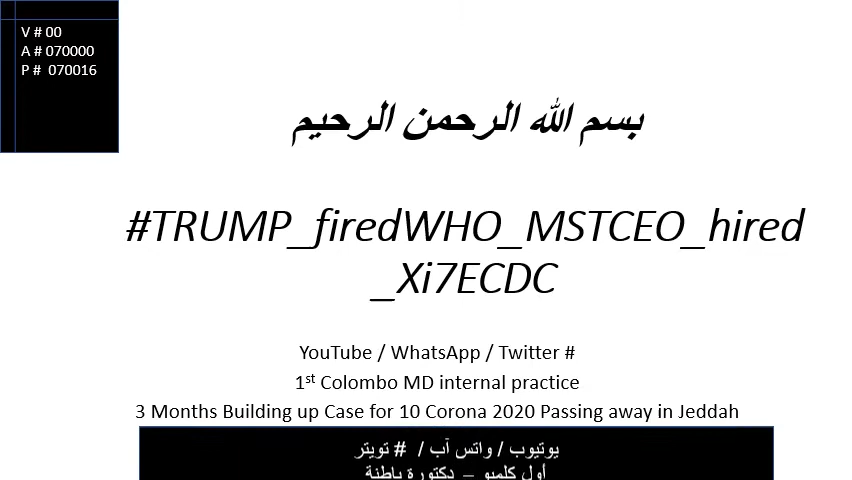 V # 00
A # 070000
P # 070016
بسم الله الرحمن الرحيم
#TRUMP_firedWHO_MSTCEO_hired
_Xi7ECDC
YouTube / WhatsApp / Twitter #
1st Colombo MD internal practice
3 Months Building up Case for 10 Corona 2020 Passing away in Jeddah
يوتيوب / واتس آب / # تويتر
أول كلمبو – دكتورة باطنة